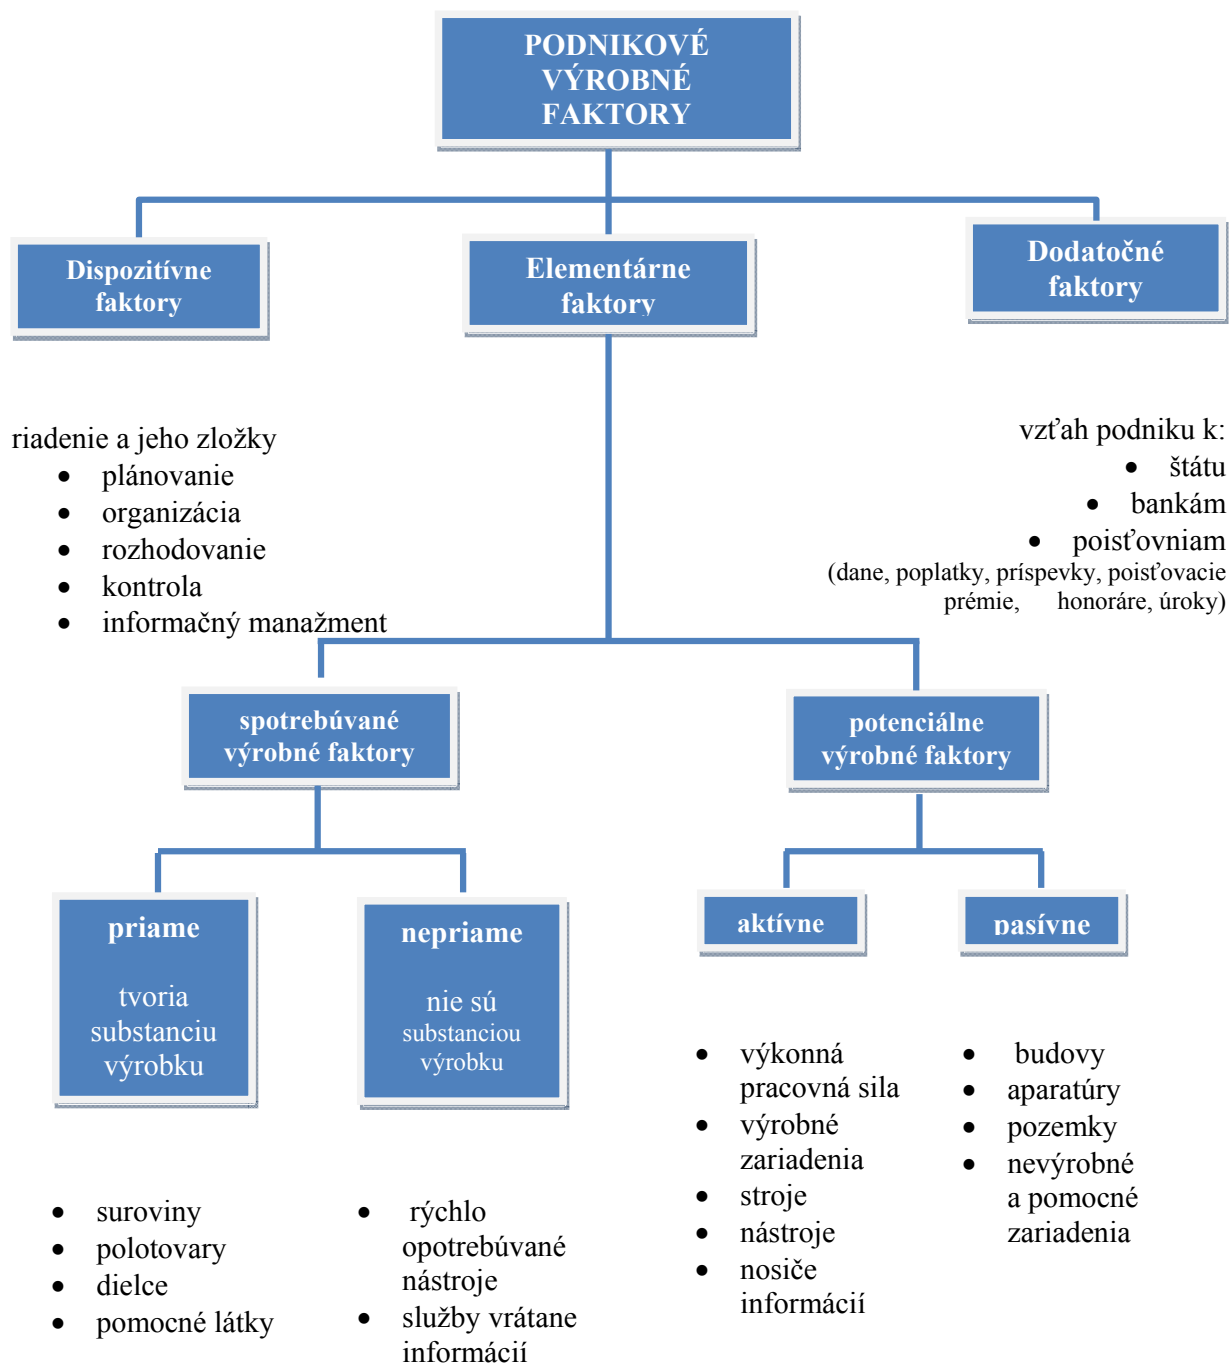 PODNIKOVÉ
VÝROBNÉ
FAKTORY
Dispozitívne
faktory
Elementárne
faktory
Dodatočné
faktory
riadenie a jeho zložky
• plánovanie
• organizácia
• rozhodovanie
• kontrola
• informačný manažment
vzťah podniku k:
• štátu
• bankám
• poisťovniam
(dane, poplatky, príspevky, poisťovacie
prémie, honoráre, úroky)
spotrebúvané
výrobné faktory
potenciálne
výrobné faktory
priame
tvoria
substanciu
výrobku
nepriame
nie sú
substanciou
výrobku
aktívne
pasívne
• suroviny
• polotovary
• dielce
• pomocné látky
• rýchlo
opotrebúvané
nástroje
• služby vrátane
informácií
• výkonná
pracovná sila
• výrobné
zariadenia
• stroje
• nástroje
• nosiče
informácií
• budovy
• aparatúry
• pozemky
• nevýrobné
a pomocné
zariadenia